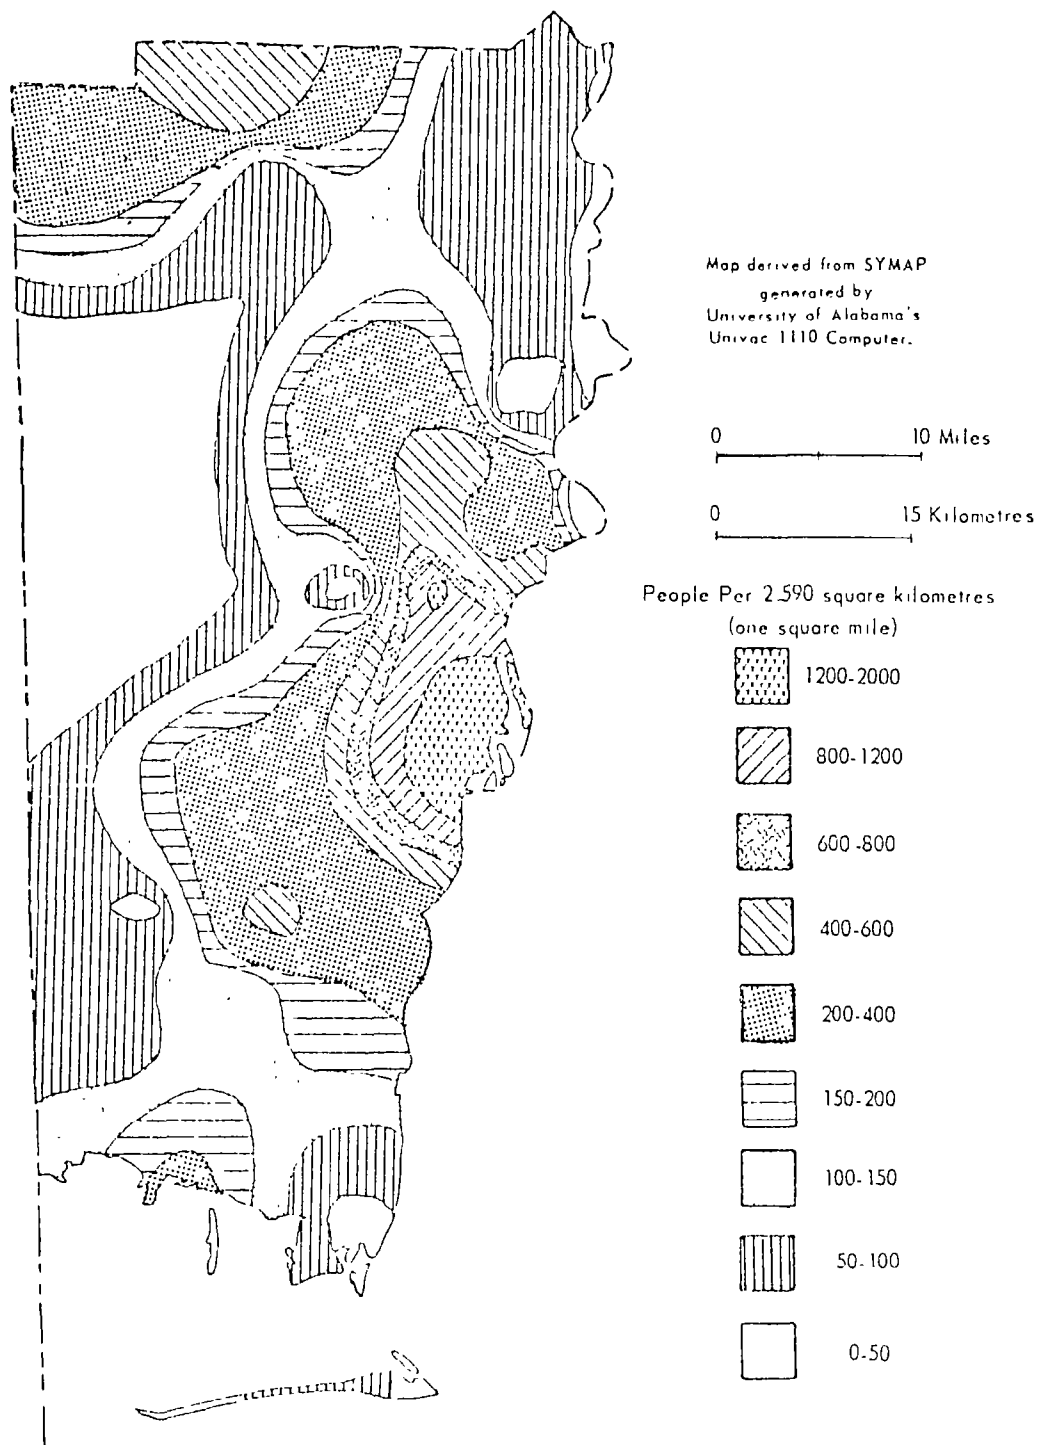 Map derived from SYMAP
generated by
University of Alabama's
Univac 1110 Computer.
0 10 Miles
0 15 Kilometres
People Per 2.590 square kilometres
(one square mile)
1200-2000
800-1200
600-800
400-600
200-400
150-200
100-150
50-100
0-50